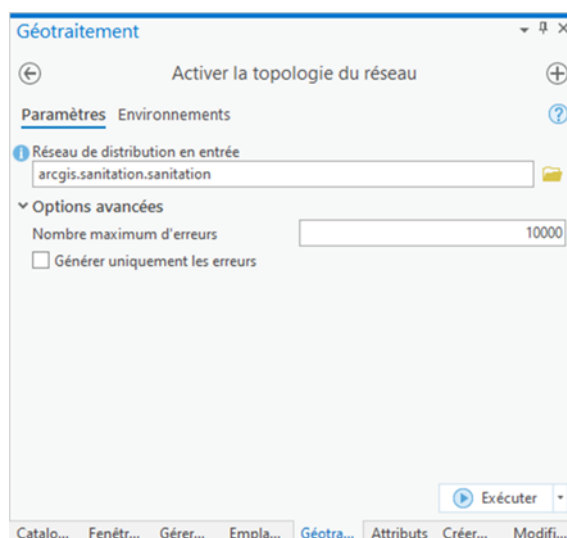 Géotraitement
Activer la topologie du réseau
Paramètres Environnements
Réseau de distribution en entrée
arcgis.sanitation.sanitation
Options avancées
Nombre maximum d'erreurs 10000
Générer uniquement les erreurs
Exécuter
Catalo... Fenêtr... Gérer... Empla... Géotra... Attributs Créer... Modifi...